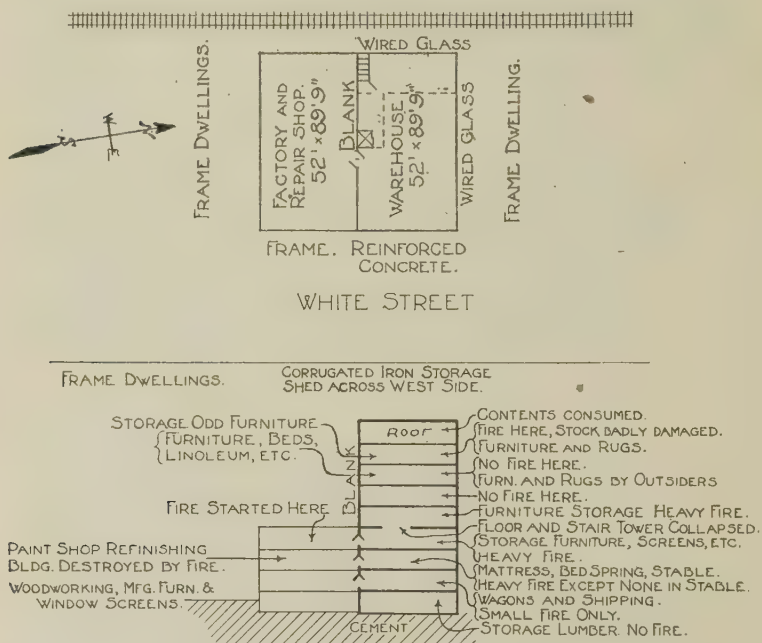 WIRED GLASS
FRAME DWELLINGS.
FACTORY AND
REPAIR SHOP.
52' x 89'9"
BLANK
WAREHOUSE
52' x 89'9"
WIRED GLASS
FRAME DWELLING.
S
N
E
FRAME. REINFORCED
CONCRETE.
WHITE STREET
FRAME DWELLINGS.
CORRUGATED IRON STORAGE
SHED ACROSS WEST SIDE.
STORAGE ODD FURNITURE
FURNITURE, BEDS,
LINOLEUM, ETC.
FIRE STARTED HERE
PAINT SHOP REFINISHING
BLDG. DESTROYED BY FIRE.
WOODWORKING, MFG. FURN. &
WINDOW SCREENS.
BLANK
ROOF
CONTENTS CONSUMED.
FIRE HERE, STOCK BADLY DAMAGED.
FURNITURE AND RUGS.
NO FIRE HERE.
FURN. AND RUGS BY OUTSIDERS
NO FIRE HERE.
FURNITURE STORAGE HEAVY FIRE.
FLOOR AND STAIR TOWER COLLAPSED.
STORAGE FURNITURE, SCREENS, ETC.
HEAVY FIRE.
MATTRESS, BED SPRING, STABLE.
HEAVY FIRE EXCEPT NONE IN STABLE.
WAGONS AND SHIPPING.
SMALL FIRE ONLY.
STORAGE LUMBER NO FIRE.
CEMENT